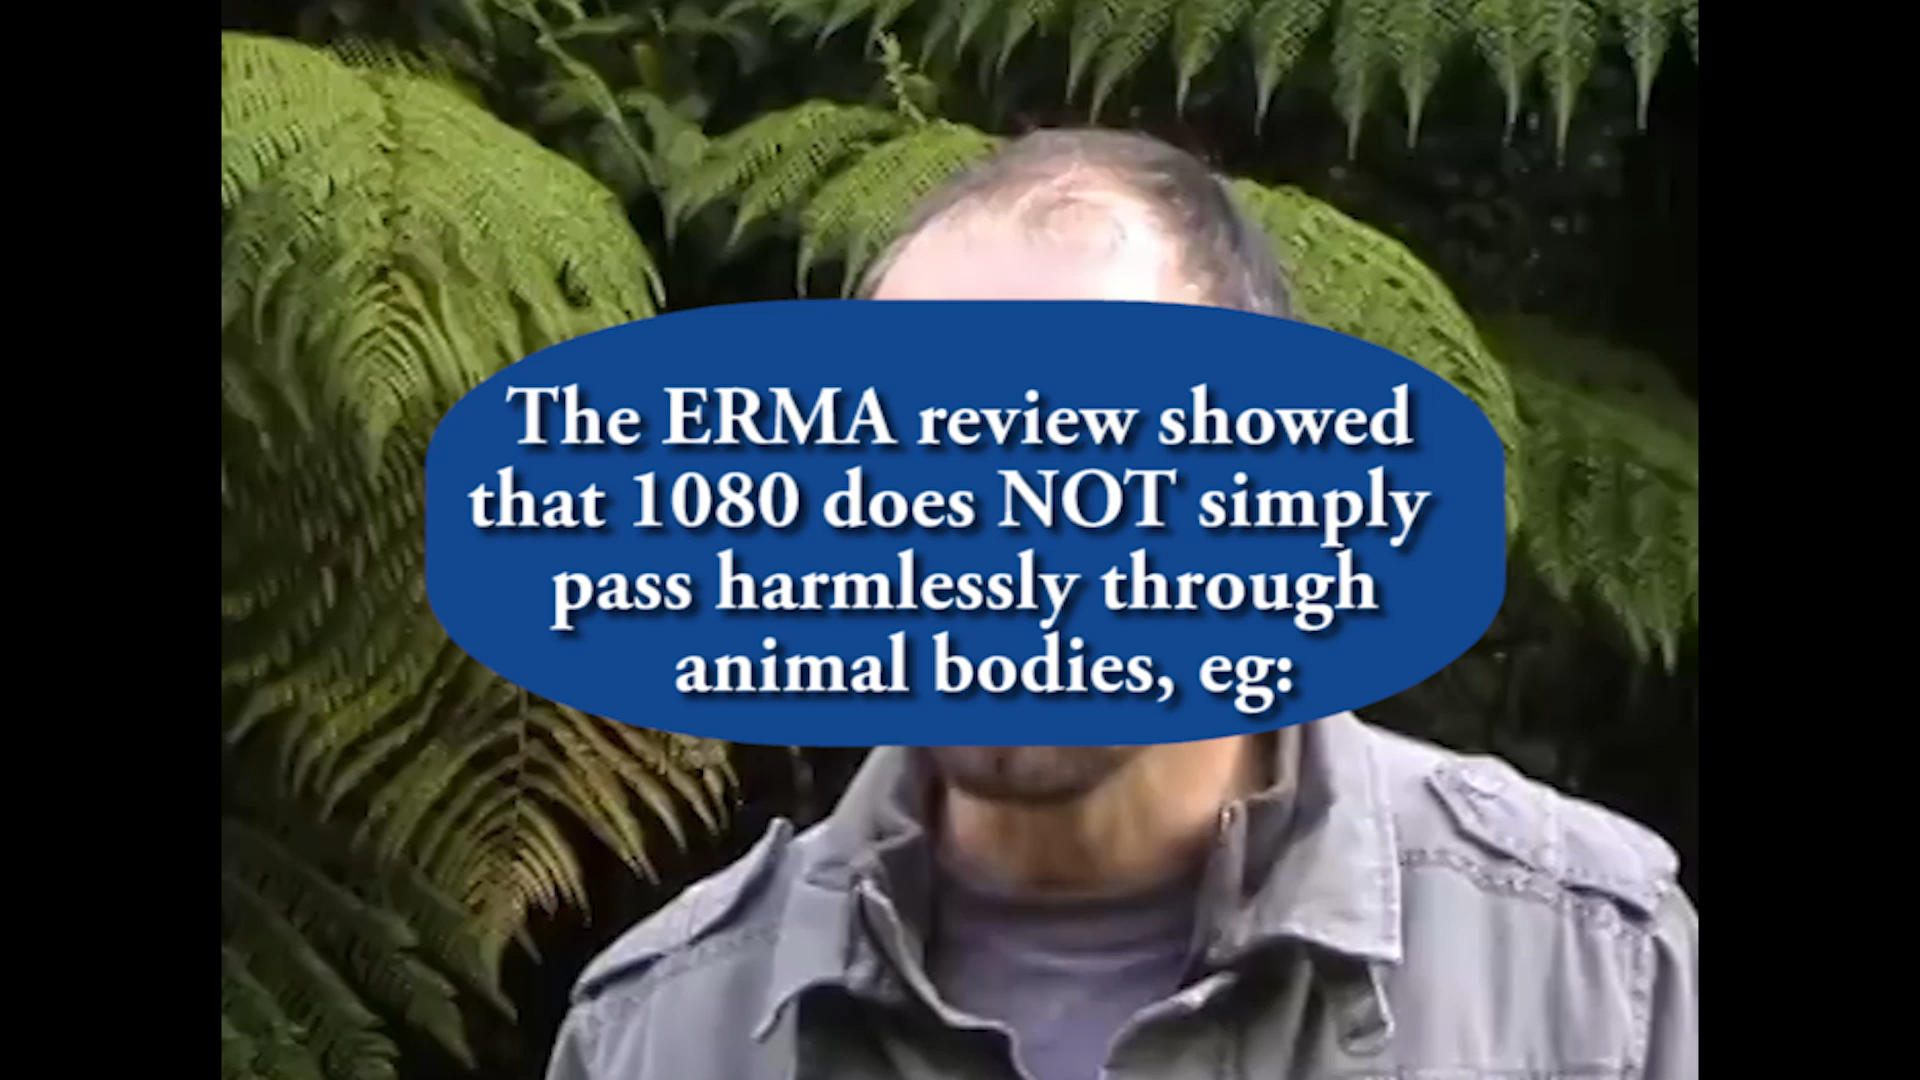 The ERMA review showed
that 1080 does NOT simply
pass harmlessly through
animal bodies, eg: